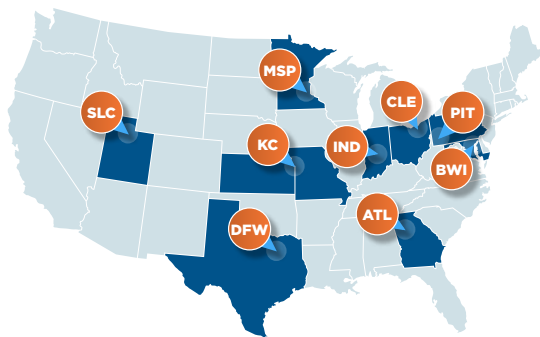 MSP
CLE
SLC
PIT
KC
IND
BWI
ATL
DFW